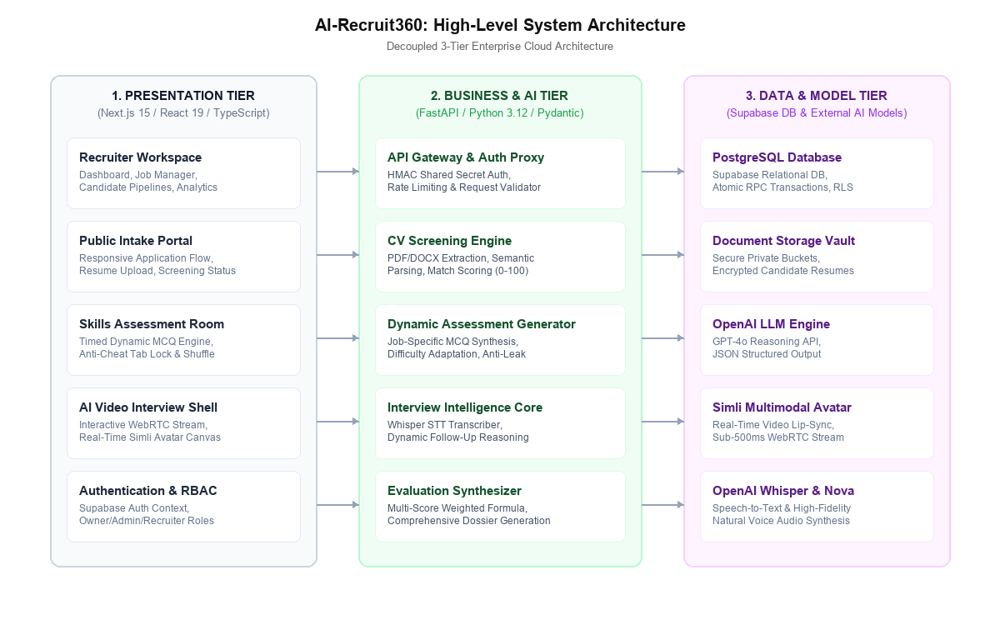 AI-Recruit360: High-Level System Architecture
Decoupled 3-Tier Enterprise Cloud Architecture
1. PRESENTATION TIER
(Next.js 15 / React 19 / TypeScript)
Recruiter Workspace
Dashboard, Job Manager,
Candidate Pipelines, Analytics
Public Intake Portal
Responsive Application Flow,
Resume Upload, Screening Status
Skills Assessment Room
Timed Dynamic MCQ Engine,
Anti-Cheat Tab Lock & Shuffle
AI Video Interview Shell
Interactive WebRTC Stream,
Real-Time Simli Avatar Canvas
Authentication & RBAC
Supabase Auth Context,
Owner/Admin/Recruiter Roles
2. BUSINESS & AI TIER
(FastAPI / Python 3.12 / Pydantic)
API Gateway & Auth Proxy
HMAC Shared Secret Auth,
Rate Limiting & Request Validator
CV Screening Engine
PDF/DOCX Extraction, Semantic
Parsing, Match Scoring (0-100)
Dynamic Assessment Generator
Job-Specific MCQ Synthesis,
Difficulty Adaptation, Anti-Leak
Interview Intelligence Core
Whisper STT Transcriber,
Dynamic Follow-Up Reasoning
Evaluation Synthesizer
Multi-Score Weighted Formula,
Comprehensive Dossier Generation
3. DATA & MODEL TIER
(Supabase DB & External AI Models)
PostgreSQL Database
Supabase Relational DB,
Atomic RPC Transactions, RLS
Document Storage Vault
Secure Private Buckets,
Encrypted Candidate Resumes
OpenAI LLM Engine
GPT-4o Reasoning API,
JSON Structured Output
Simli Multimodal Avatar
Real-Time Video Lip-Sync,
Sub-500ms WebRTC Stream
OpenAI Whisper & Nova
Speech-to-Text & High-Fidelity
Natural Voice Audio Synthesis